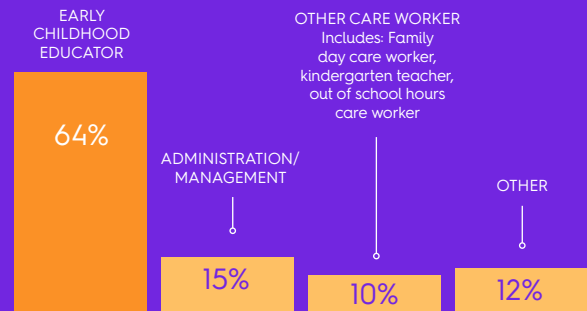 EARLY
CHILDHOOD
EDUCATOR
64%
ADMINISTRATION/
MANAGEMENT
15%
OTHER CARE WORKER
Includes: Family
day care worker,
kindergarten teacher,
out of school hours
care worker
10%
OTHER
12%